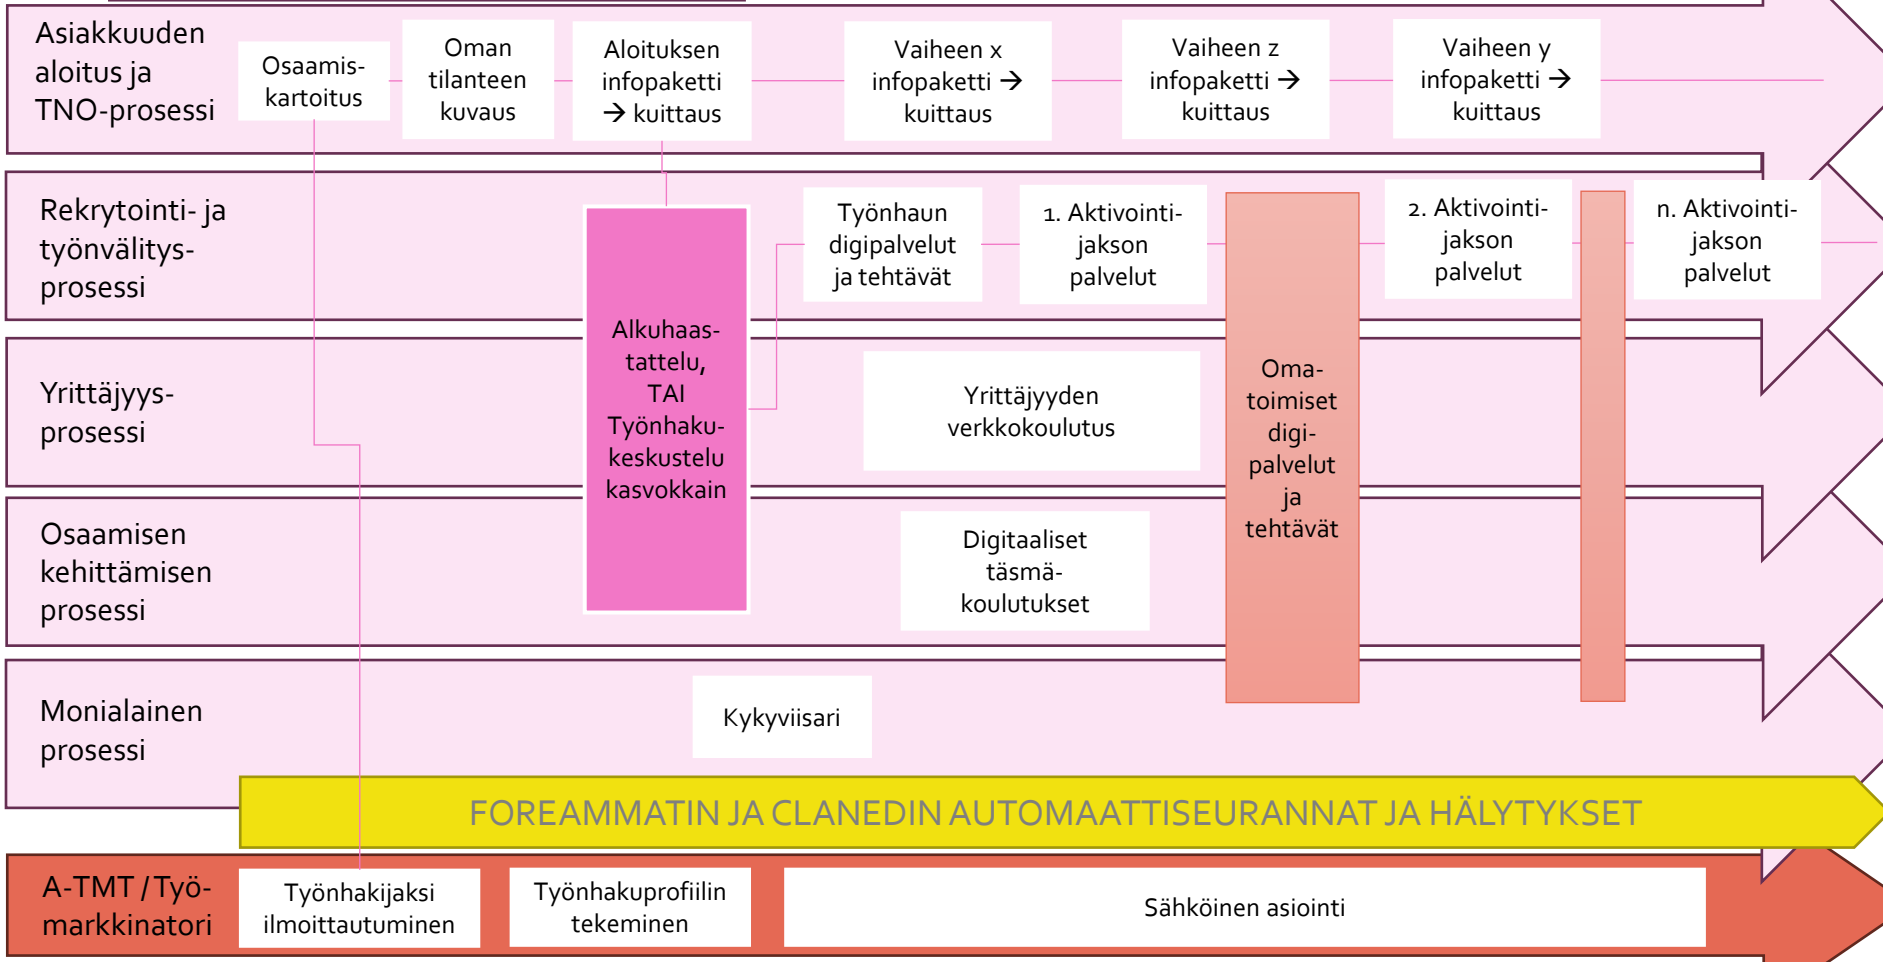 Asiakkuuden
aloitus ja
TNO-prosessi
Osaamis-
kartoitus
Oman
tilanteen
kuvaus
Aloituksen
infopaketti
→ kuittaus
Vaiheen x
infopaketti →
kuittaus
Vaiheen z
infopaketti →
kuittaus
Vaiheen y
infopaketti →
kuittaus
Rekrytointi- ja
työnvälitys-
prosessi
Työnhaun
digipalvelut
ja tehtävät
1. Aktivointi-
jakson
palvelut
2. Aktivointi-
jakson
palvelut
n. Aktivointi-
jakson
palvelut
Alkuhaas-
tattelu,
TAI
Työnhaku-
keskustelu
kasvokkain
Oma-
toimiset
digi-
palvelut
ja
tehtävät
Yrittäjyys-
prosessi
Yrittäjyyden
verkkokoulutus
Osaamisen
kehittämisen
prosessi
Digitaaliset
täsmä-
koulutukset
Monialainen
prosessi
Kykyviisari
FOREAMMATIN JA CLANEDIN AUTOMAATTISEURANNAT JA HÄLYTYKSET
A-TMT / Työ-
markkinatori
Työnhakijaksi
ilmoittautuminen
Työnhakuprofiilin
tekeminen
Sähköinen asiointi